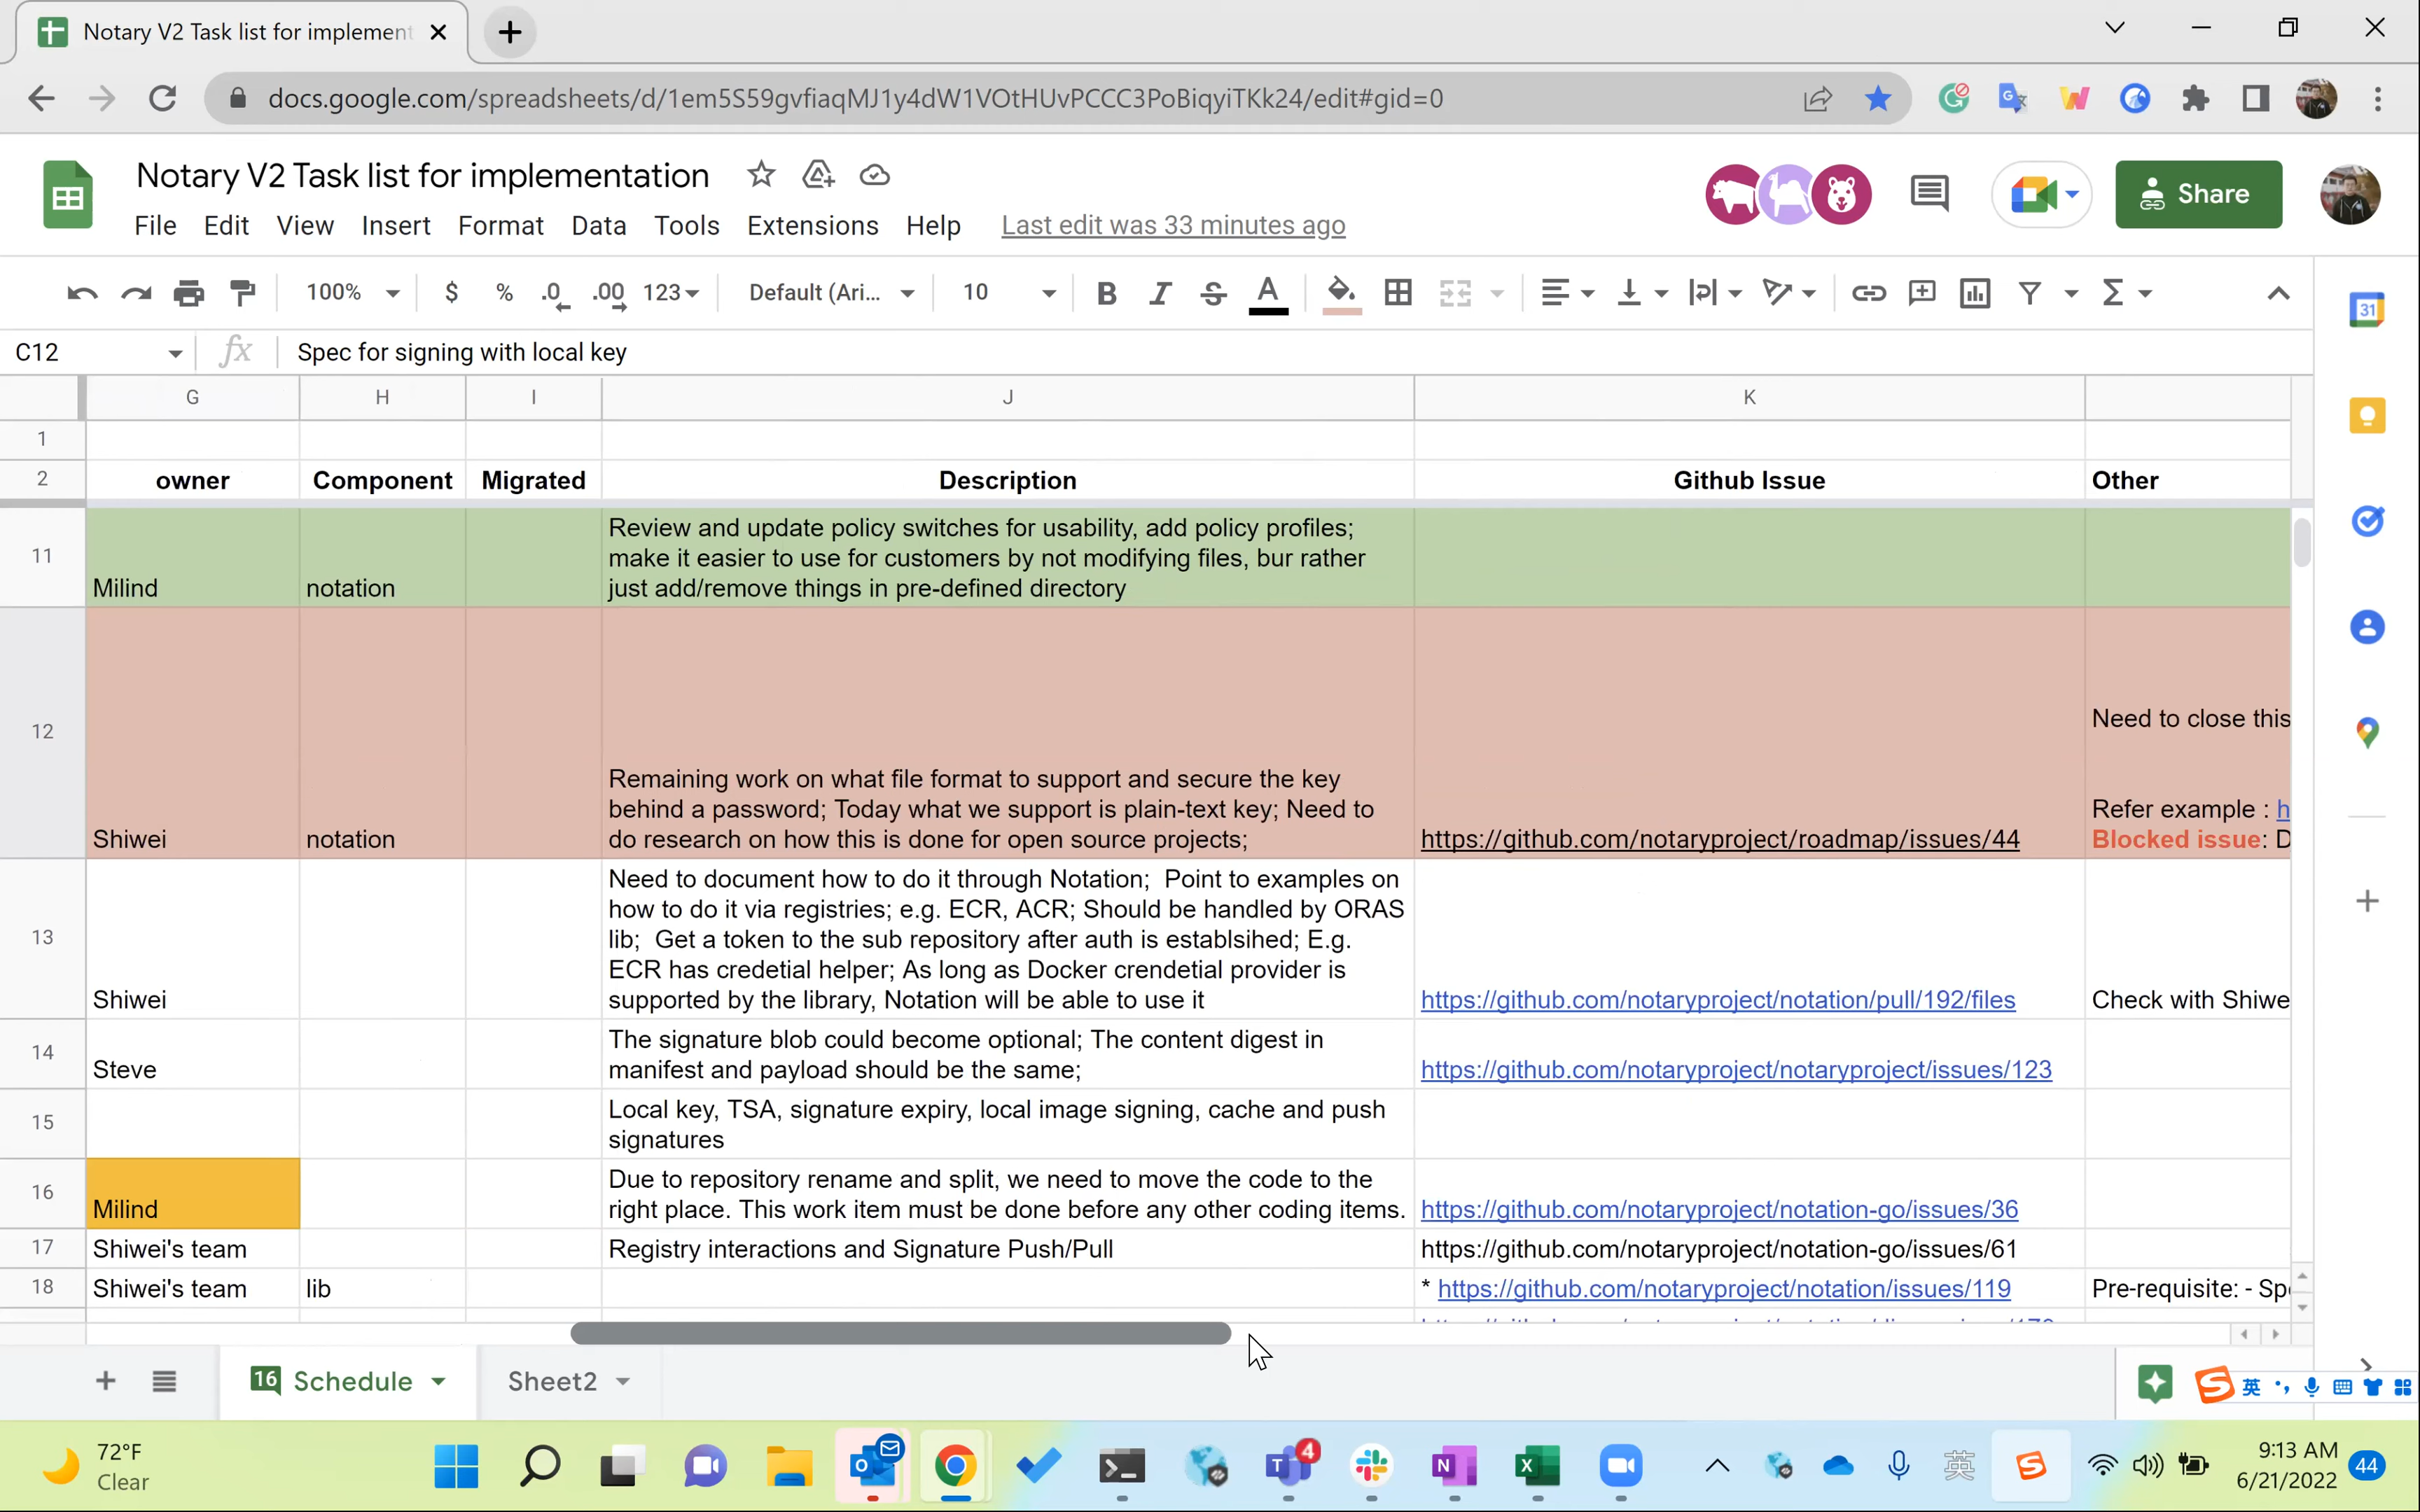 Notary V2 Task list for implement
docs.google.com/spreadsheets/d/1em5S59gvfiaqMJ1y4dW1VOtHUvPCCC3PoBiqyiTKk24/edit#gid=0
Notary V2 Task list for implementation
File Edit View Insert Format Data Tools Extensions Help Last edit was 33 minutes ago
Share
100% $ % .0 .00 123 Default (Ari... 10 B I S A
C12 fx Spec for signing with local key
G H I J K
1
2 owner Component Migrated Description Github Issue Other
11 Milind notation Review and update policy switches for usability, add policy profiles;
make it easier to use for customers by not modifying files, bur rather
just add/remove things in pre-defined directory
12 Shiwei notation Remaining work on what file format to support and secure the key
behind a password; Today what we support is plain-text key; Need to
do research on how this is done for open source projects;
https://github.com/notaryproject/roadmap/issues/44
Need to close this
Refer example : h
Blocked issue: D
13 Shiwei Need to document how to do it through Notation; Point to examples on
how to do it via registries; e.g. ECR, ACR; Should be handled by ORAS
lib; Get a token to the sub repository after auth is establsihed; E.g.
ECR has credetial helper; As long as Docker crendetial provider is
supported by the library, Notation will be able to use it
https://github.com/notaryproject/notation/pull/192/files
Check with Shiwe
14 Steve The signature blob could become optional; The content digest in
manifest and payload should be the same;
https://github.com/notaryproject/notaryproject/issues/123
15 Local key, TSA, signature expiry, local image signing, cache and push
signatures
16 Milind Due to repository rename and split, we need to move the code to the
right place. This work item must be done before any other coding items.
https://github.com/notaryproject/notation-go/issues/36
17 Shiwei's team Registry interactions and Signature Push/Pull https://github.com/notaryproject/notation-go/issues/61
18 Shiwei's team lib * https://github.com/notaryproject/notation/issues/119 Pre-requisite: - Sp
16 Schedule Sheet2
英
72°F
Clear
4
英
9:13 AM
6/21/2022
44